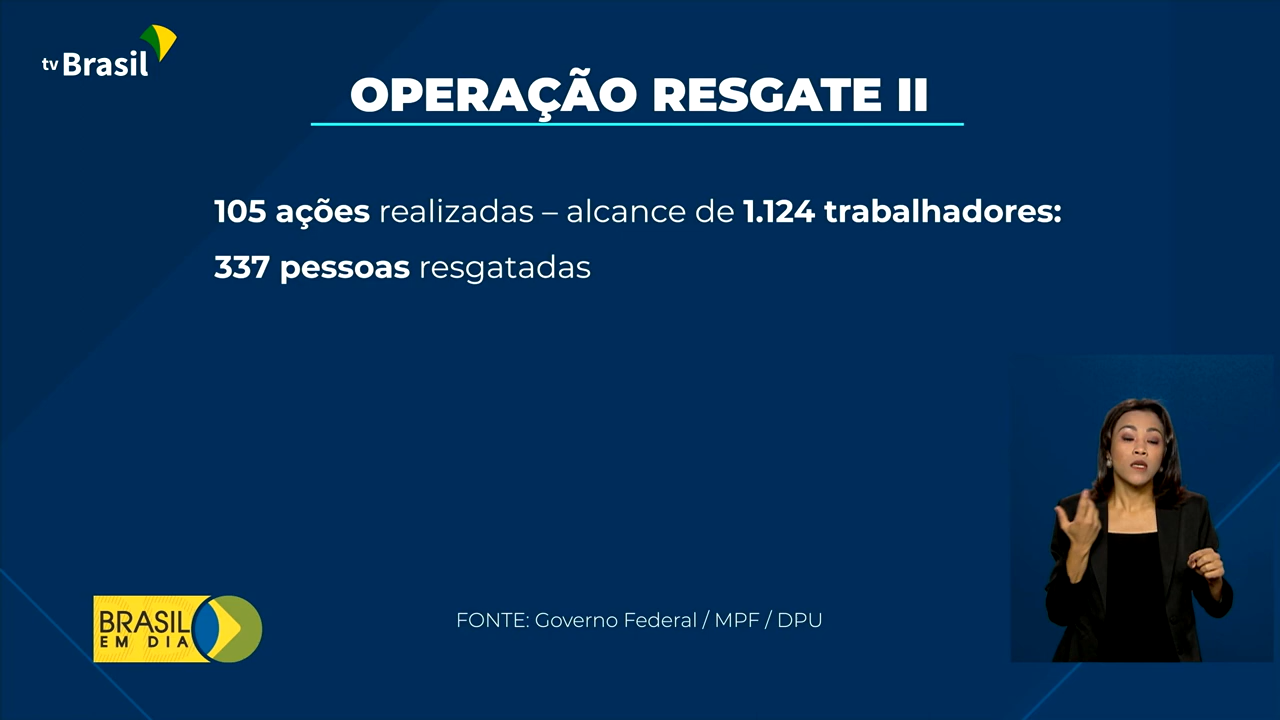 tv Brasil
OPERAÇÃO RESGATE II
105 ações realizadas – alcance de 1.124 trabalhadores:
337 pessoas resgatadas
BRASIL
EM DIA
FONTE: Governo Federal / MPF / DPU